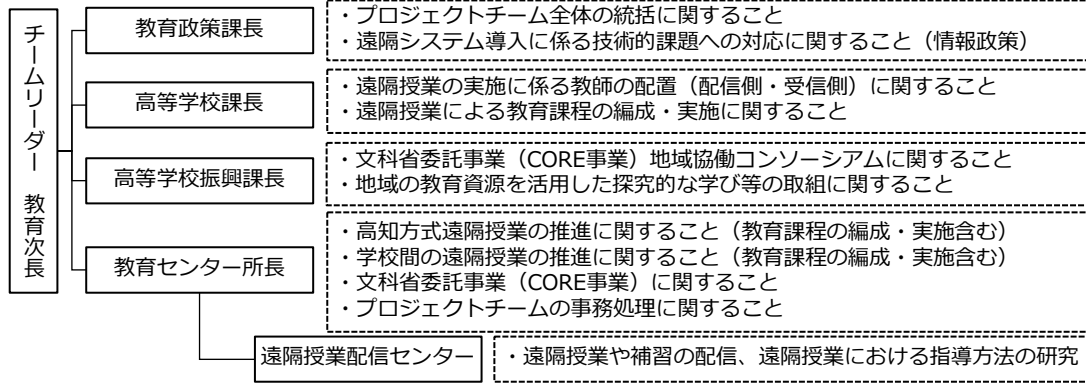 チームリーダー 教育次長
教育政策課長
・プロジェクトチーム全体の統括に関すること
・遠隔システム導入に係る技術的課題への対応に関すること（情報政策）
高等学校課長
・遠隔授業の実施に係る教師の配置（配信側・受信側）に関すること
・遠隔授業による教育課程の編成・実施に関すること
高等学校振興課長
・文科省委託事業（CORE事業）地域協働コンソーシアムに関すること
・地域の教育資源を活用した探究的な学び等の取組に関すること
教育センター所長
・高知方式遠隔授業の推進に関すること（教育課程の編成・実施含む）
・学校間の遠隔授業の推進に関すること（教育課程の編成・実施含む）
・文科省委託事業（CORE事業）に関すること
・プロジェクトチームの事務処理に関すること
遠隔授業配信センター
・遠隔授業や補習の配信、遠隔授業における指導方法の研究